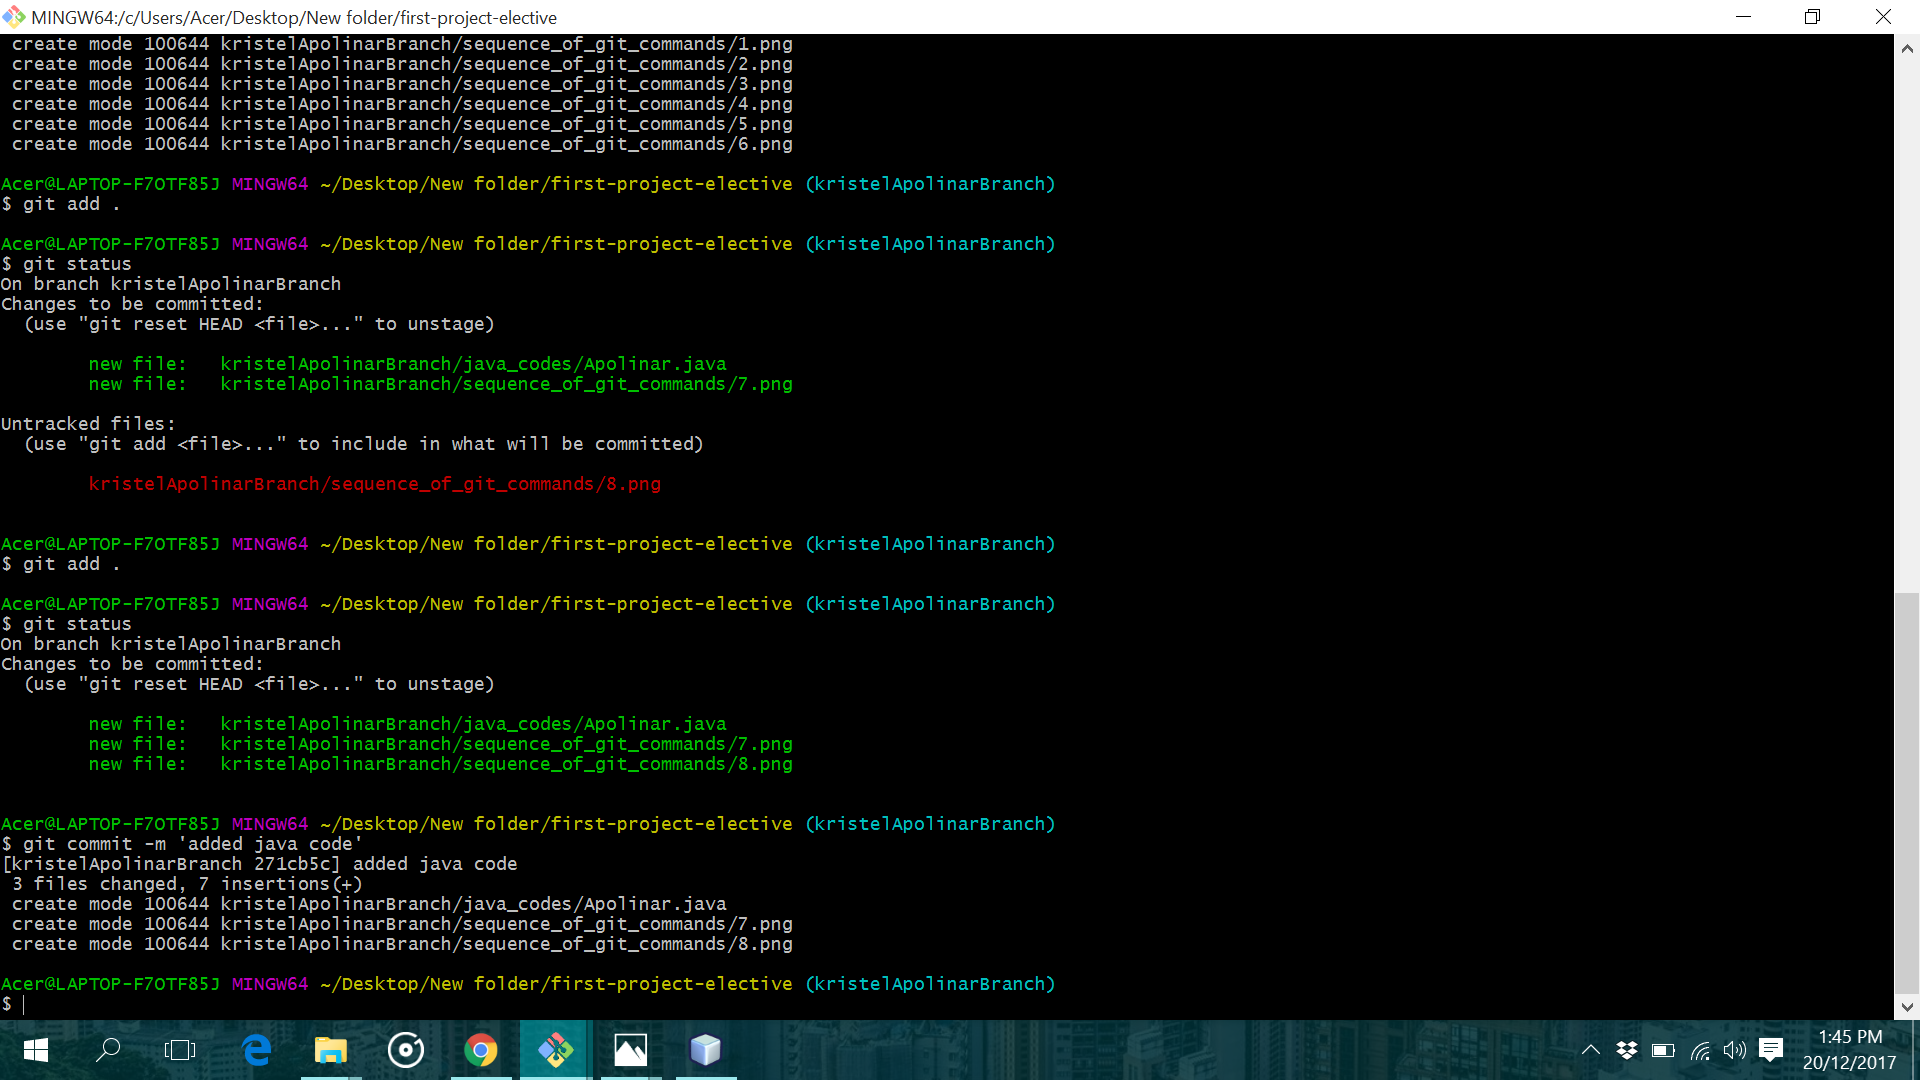 MINGW64:/c/Users/Acer/Desktop/New folder/first-project-elective
create mode 100644 kristelApolinarBranch/sequence_of_git_commands/1.png
create mode 100644 kristelApolinarBranch/sequence_of_git_commands/2.png
create mode 100644 kristelApolinarBranch/sequence_of_git_commands/3.png
create mode 100644 kristelApolinarBranch/sequence_of_git_commands/4.png
create mode 100644 kristelApolinarBranch/sequence_of_git_commands/5.png
create mode 100644 kristelApolinarBranch/sequence_of_git_commands/6.png
Acer@LAPTOP-F7OTF85J MINGW64 ~/Desktop/New folder/first-project-elective (kristelApolinarBranch)
$ git add .
Acer@LAPTOP-F7OTF85J MINGW64 ~/Desktop/New folder/first-project-elective (kristelApolinarBranch)
$ git status
On branch kristelApolinarBranch
Changes to be committed:
(use "git reset HEAD <file>..." to unstage)
new file:   kristelApolinarBranch/java_codes/Apolinar.java
new file:   kristelApolinarBranch/sequence_of_git_commands/7.png
Untracked files:
(use "git add <file>..." to include in what will be committed)
kristelApolinarBranch/sequence_of_git_commands/8.png
Acer@LAPTOP-F7OTF85J MINGW64 ~/Desktop/New folder/first-project-elective (kristelApolinarBranch)
$ git add .
Acer@LAPTOP-F7OTF85J MINGW64 ~/Desktop/New folder/first-project-elective (kristelApolinarBranch)
$ git status
On branch kristelApolinarBranch
Changes to be committed:
(use "git reset HEAD <file>..." to unstage)
new file:   kristelApolinarBranch/java_codes/Apolinar.java
new file:   kristelApolinarBranch/sequence_of_git_commands/7.png
new file:   kristelApolinarBranch/sequence_of_git_commands/8.png
Acer@LAPTOP-F7OTF85J MINGW64 ~/Desktop/New folder/first-project-elective (kristelApolinarBranch)
$ git commit -m 'added java code'
[kristelApolinarBranch 271cb5c] added java code
3 files changed, 7 insertions(+)
create mode 100644 kristelApolinarBranch/java_codes/Apolinar.java
create mode 100644 kristelApolinarBranch/sequence_of_git_commands/7.png
create mode 100644 kristelApolinarBranch/sequence_of_git_commands/8.png
Acer@LAPTOP-F7OTF85J MINGW64 ~/Desktop/New folder/first-project-elective (kristelApolinarBranch)
$
1:45 PM
20/12/2017